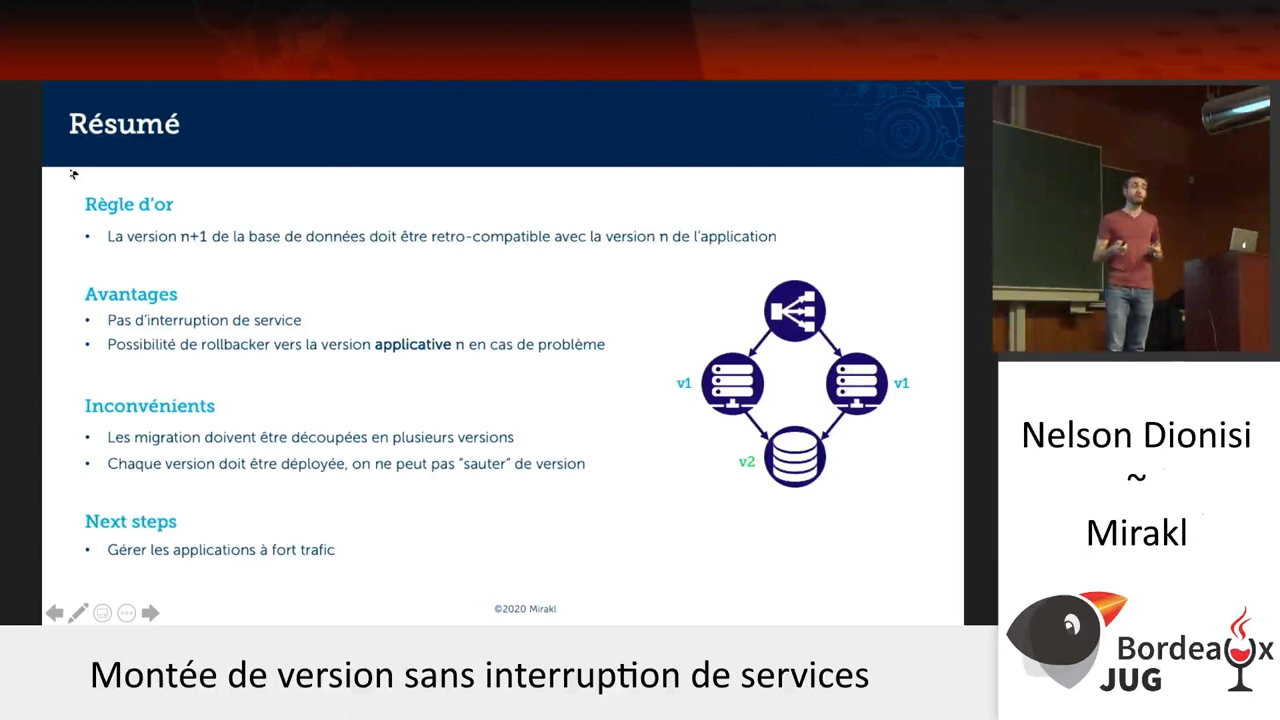 Résumé
Règle d'or
• La version n+1 de la base de données doit être retro-compatible avec la version n de l'application
Avantages
• Pas d'interruption de service
• Possibilité de rollbacker vers la version applicative n en cas de problème
Inconvénients
• Les migration doivent être découpées en plusieurs versions
• Chaque version doit être déployée, on ne peut pas "sauter" de version
Next steps
• Gérer les applications à fort trafic
v1
v1
v2
©2020 Mirakl
Nelson Dionisi
~
Mirakl
Bordeaux
JUG
Montée de version sans interruption de services